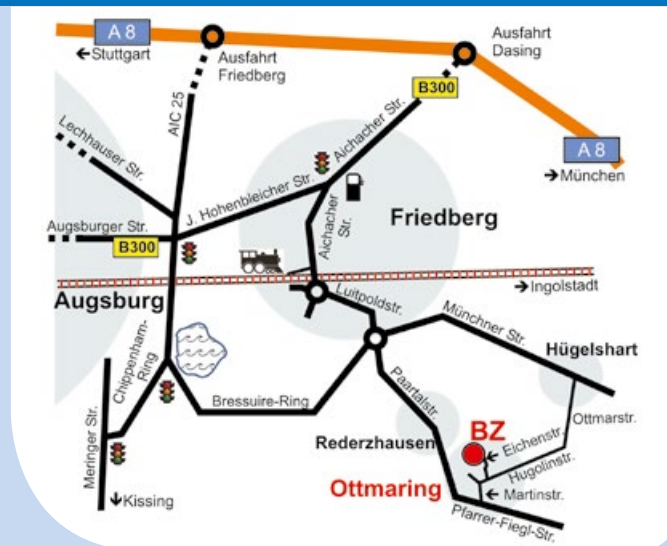 A 8
←Stuttgart
Ausfahrt
Friedberg
Ausfahrt
Dasing
B300
A 8
→München
AIC 25
Lechhauser Str.
Aichacher Str.
J. Hohenbleicher Str.
Augsburger Str.
B300
Aichacher
Str.
Friedberg
Augsburg
→Ingolstadt
Luitpoldstr.
Münchner Str.
Hügelshart
Chippenham-
Ring
Meringer Str.
Bressuire-Ring
Paartalstr.
Ottmarstr.
Rederzhausen
BZ
←Eichenstr.
Hugolinstr.
Ottmaring
←Martinstr.
Pfarrer-Fiegl-Str.
↓Kissing